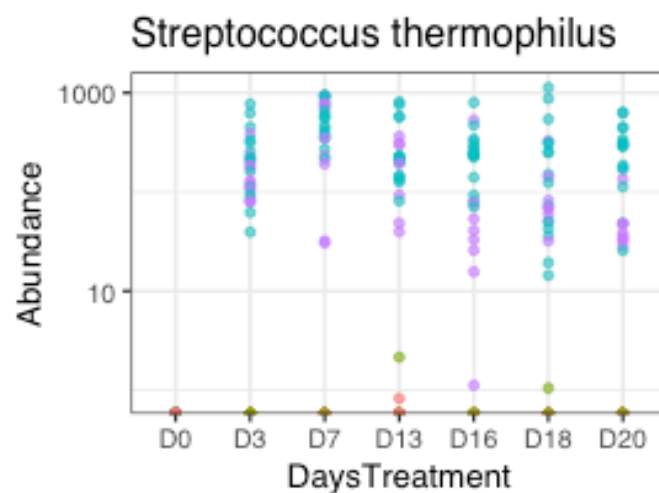 Streptococcus thermophilus
1000
10
Abundance
D0 D3 D7 D13 D16 D18 D20
DaysTreatment